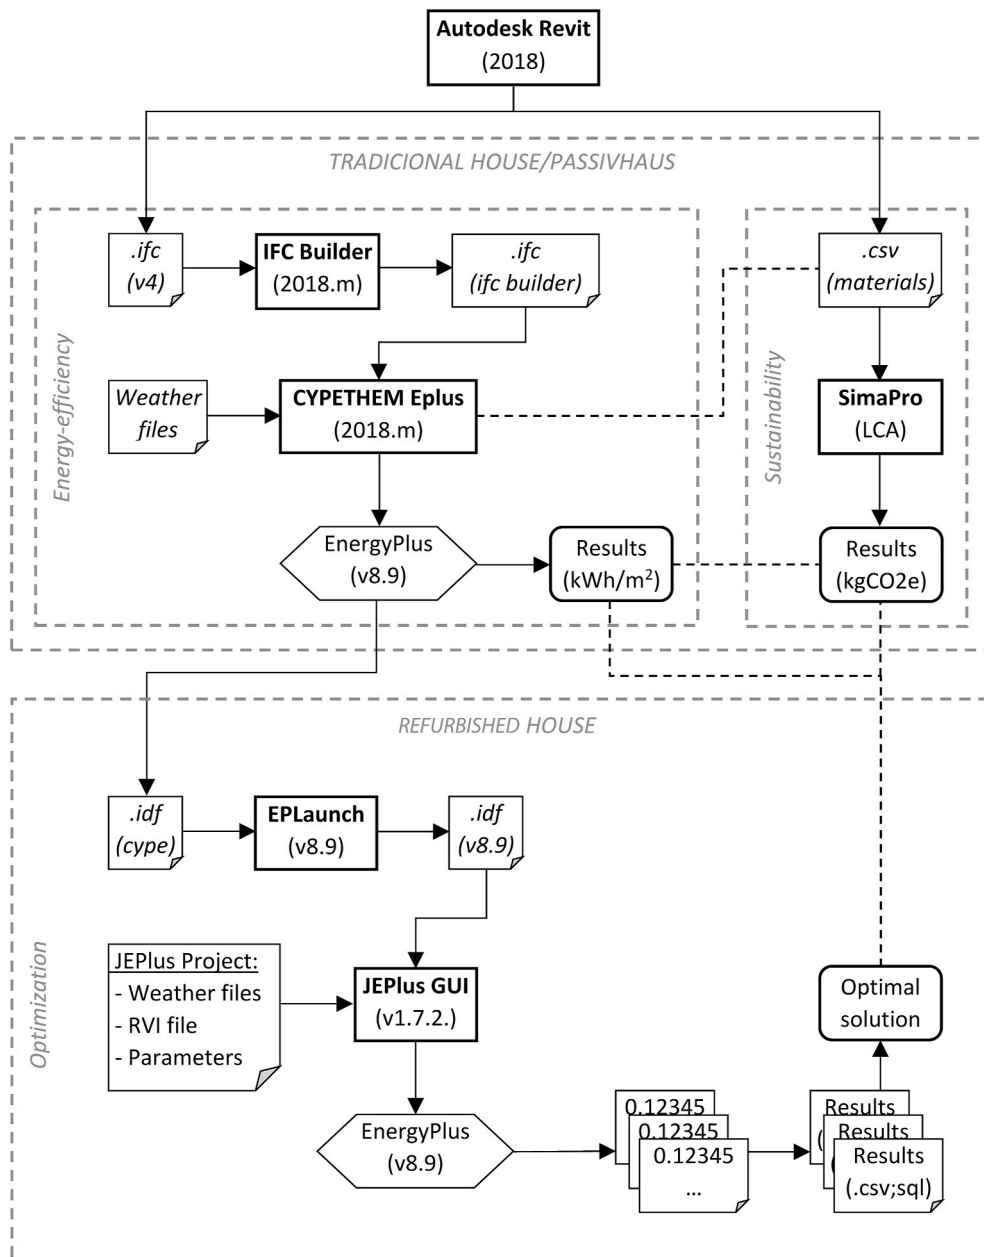 Autodesk Revit
(2018)
TRADICIONAL HOUSE/PASSIVHAUS
Energy-efficiency
.ifc
(v4)
IFC Builder
(2018.m)
.ifc
(ifc builder)
Weather
files
CYPETHEM Eplus
(2018.m)
EnergyPlus
(v8.9)
Results
(kWh/m²)
Sustainability
.csv
(materials)
SimaPro
(LCA)
Results
(kgCO2e)
REFURBISHED HOUSE
Optimization
.idf
(cype)
EPLaunch
(v8.9)
.idf
(v8.9)
JEPlus Project:
- Weather files
- RVI file
- Parameters
JEPlus GUI
(v1.7.2.)
EnergyPlus
(v8.9)
0.12345
0.12345
0.12345
...
Results
(
Results
(
Results
(.csv;sql)
Optimal
solution